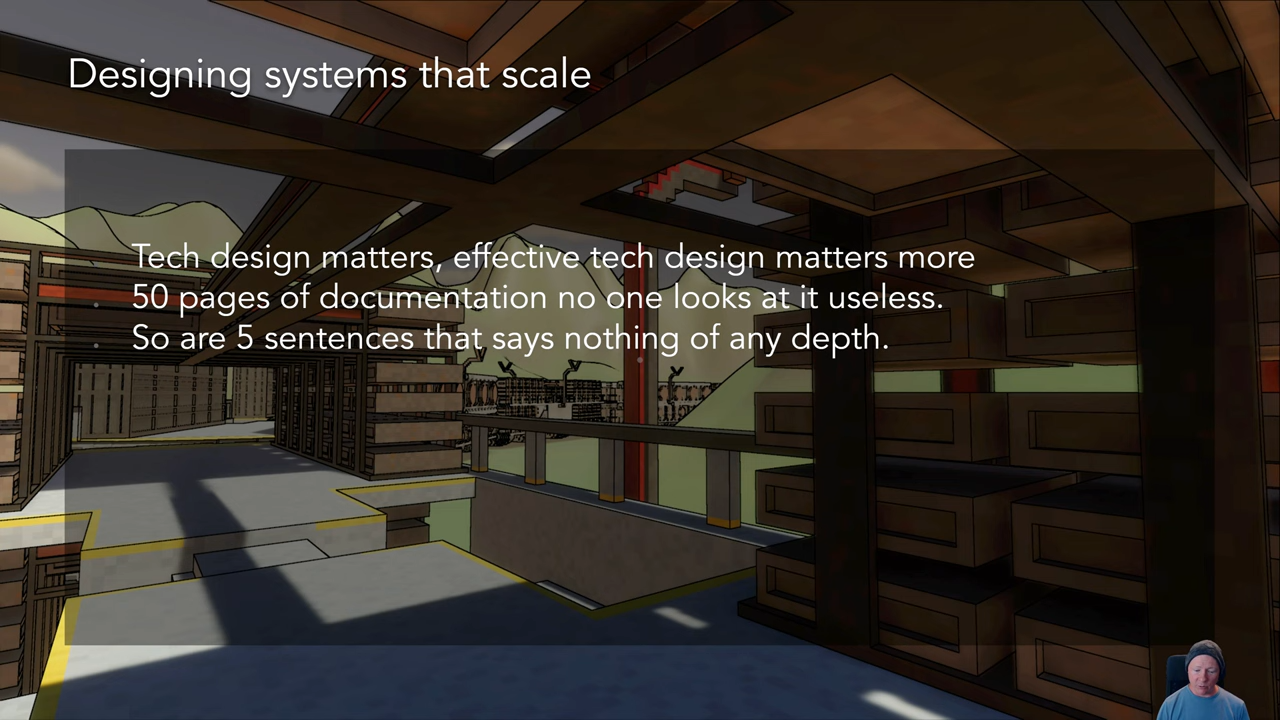 Designing systems that scale
Tech design matters, effective tech design matters more
50 pages of documentation no one looks at it useless.
So are 5 sentences that says nothing of any depth.